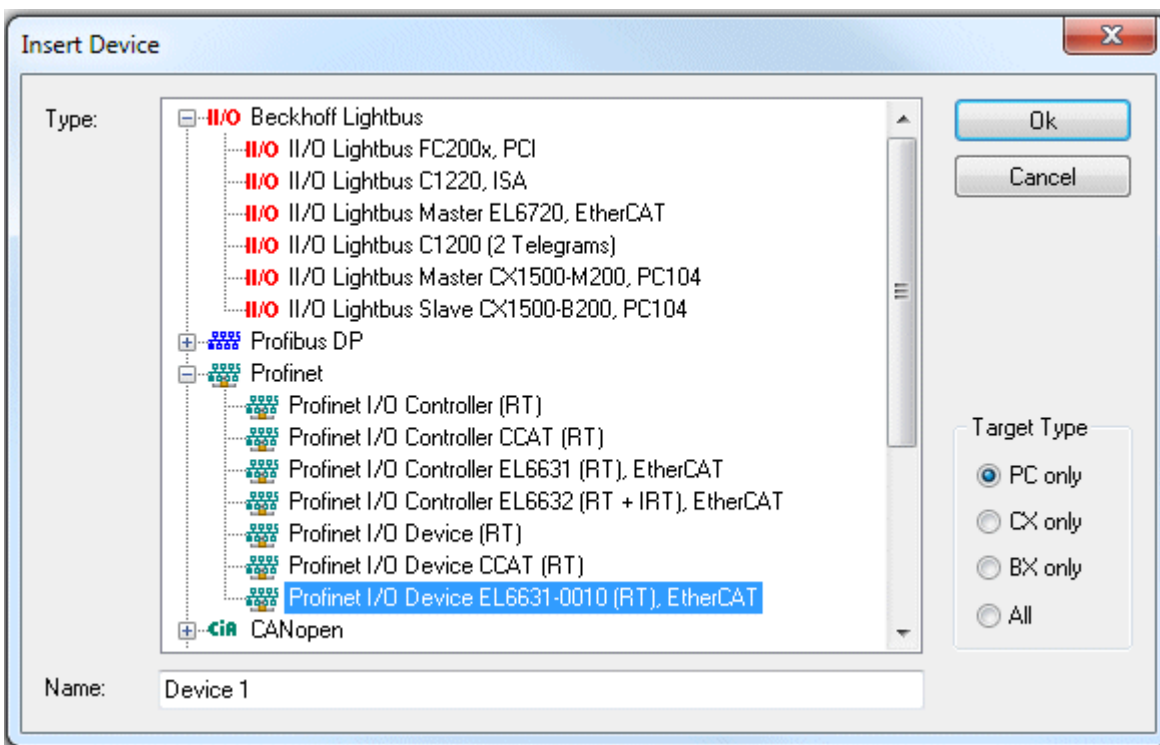 Insert Device
Type:
II/O Beckhoff Lightbus
II/O II/O Lightbus FC200x, PCI
II/O II/O Lightbus C1220, ISA
II/O II/O Lightbus Master EL6720, EtherCAT
II/O II/O Lightbus C1200 (2 Telegrams)
II/O II/O Lightbus Master CX1500-M200, PC104
II/O II/O Lightbus Slave CX1500-B200, PC104
Profibus DP
Profinet
Profinet I/O Controller (RT)
Profinet I/O Controller CCAT (RT)
Profinet I/O Controller EL6631 (RT), EtherCAT
Profinet I/O Controller EL6632 (RT + IRT), EtherCAT
Profinet I/O Device (RT)
Profinet I/O Device CCAT (RT)
Profinet I/O Device EL6631-0010 (RT), EtherCAT
CiA CANopen
Ok
Cancel
Target Type
PC only
CX only
BX only
All
Name:
Device 1